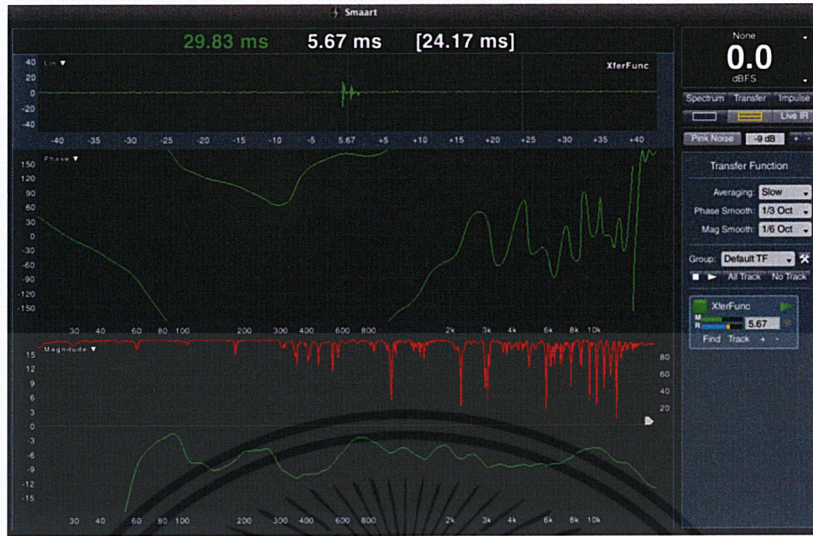 Smaart
29.83 ms 5.67 ms [24.17 ms]
None
0.0
dBFS
Spectrum Transfer Impulse
Live IR
Pink Noise -9 dB + -
Transfer Function
Averaging: Slow
Phase Smooth: 1/3 Oct
Mag Smooth: 1/6 Oct
Group: Default TF
All Track No Track
XferFunc
M
R
5.67
Find Track + -
Lin ▼
XferFunc
40
20
0
-20
-40
-40 -35 -30 -25 -20 -15 -10 -5 5.67 +5 +10 +15 +20 +25 +30 +35 +40
Phase ▼
150
120
90
60
30
0
-30
-60
-90
-120
-150
30 40 60 80 100 200 300 400 600 800 2k 3k 4k 6k 8k 10k
Magnitude ▼
15
12
9
6
3
0
-3
-6
-9
-12
-15
80
60
40
20
30 40 60 80 100 200 300 400 600 800 2k 3k 4k 6k 8k 10k